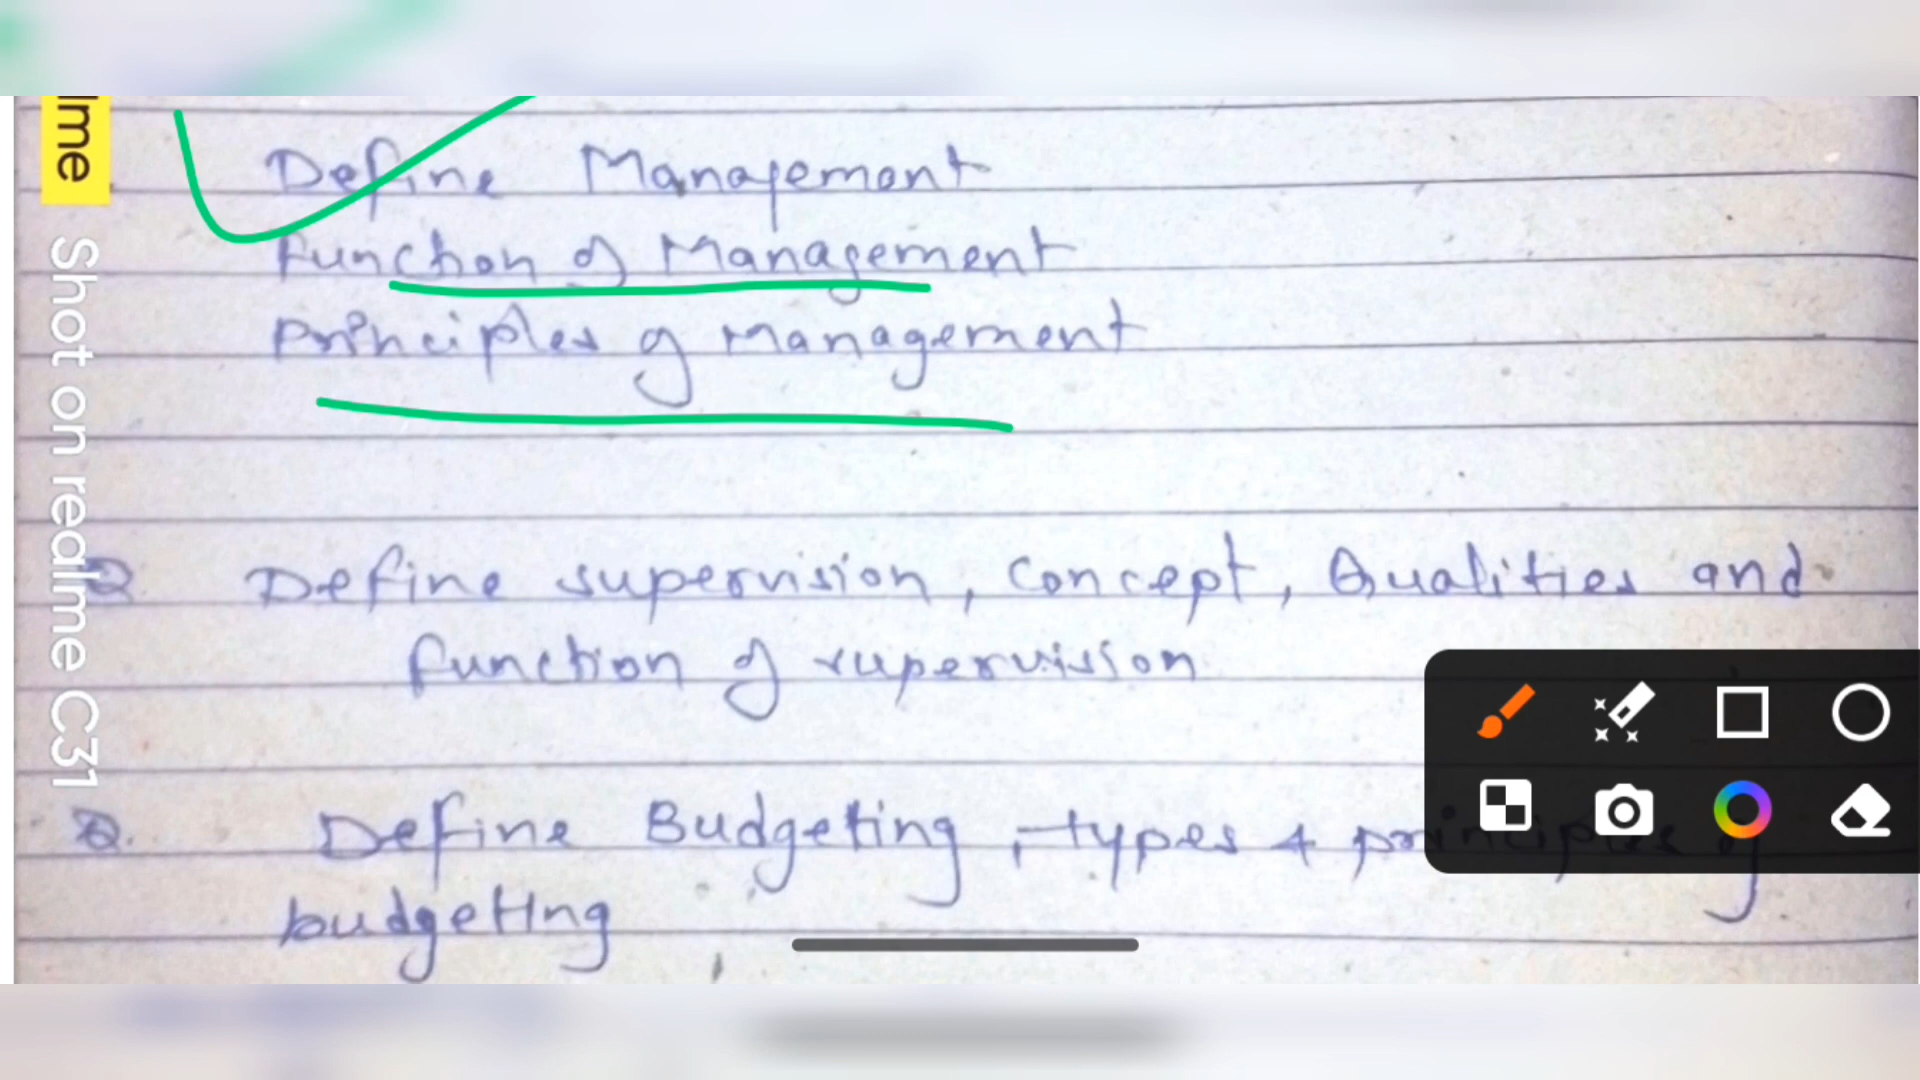 Define Management
Function of Management
Principles of management
Q Define supervision, Concept, Qualities and
function of supervision
Q. Define Budgeting, types & principles of
budgeting
lme Shot on realme C31